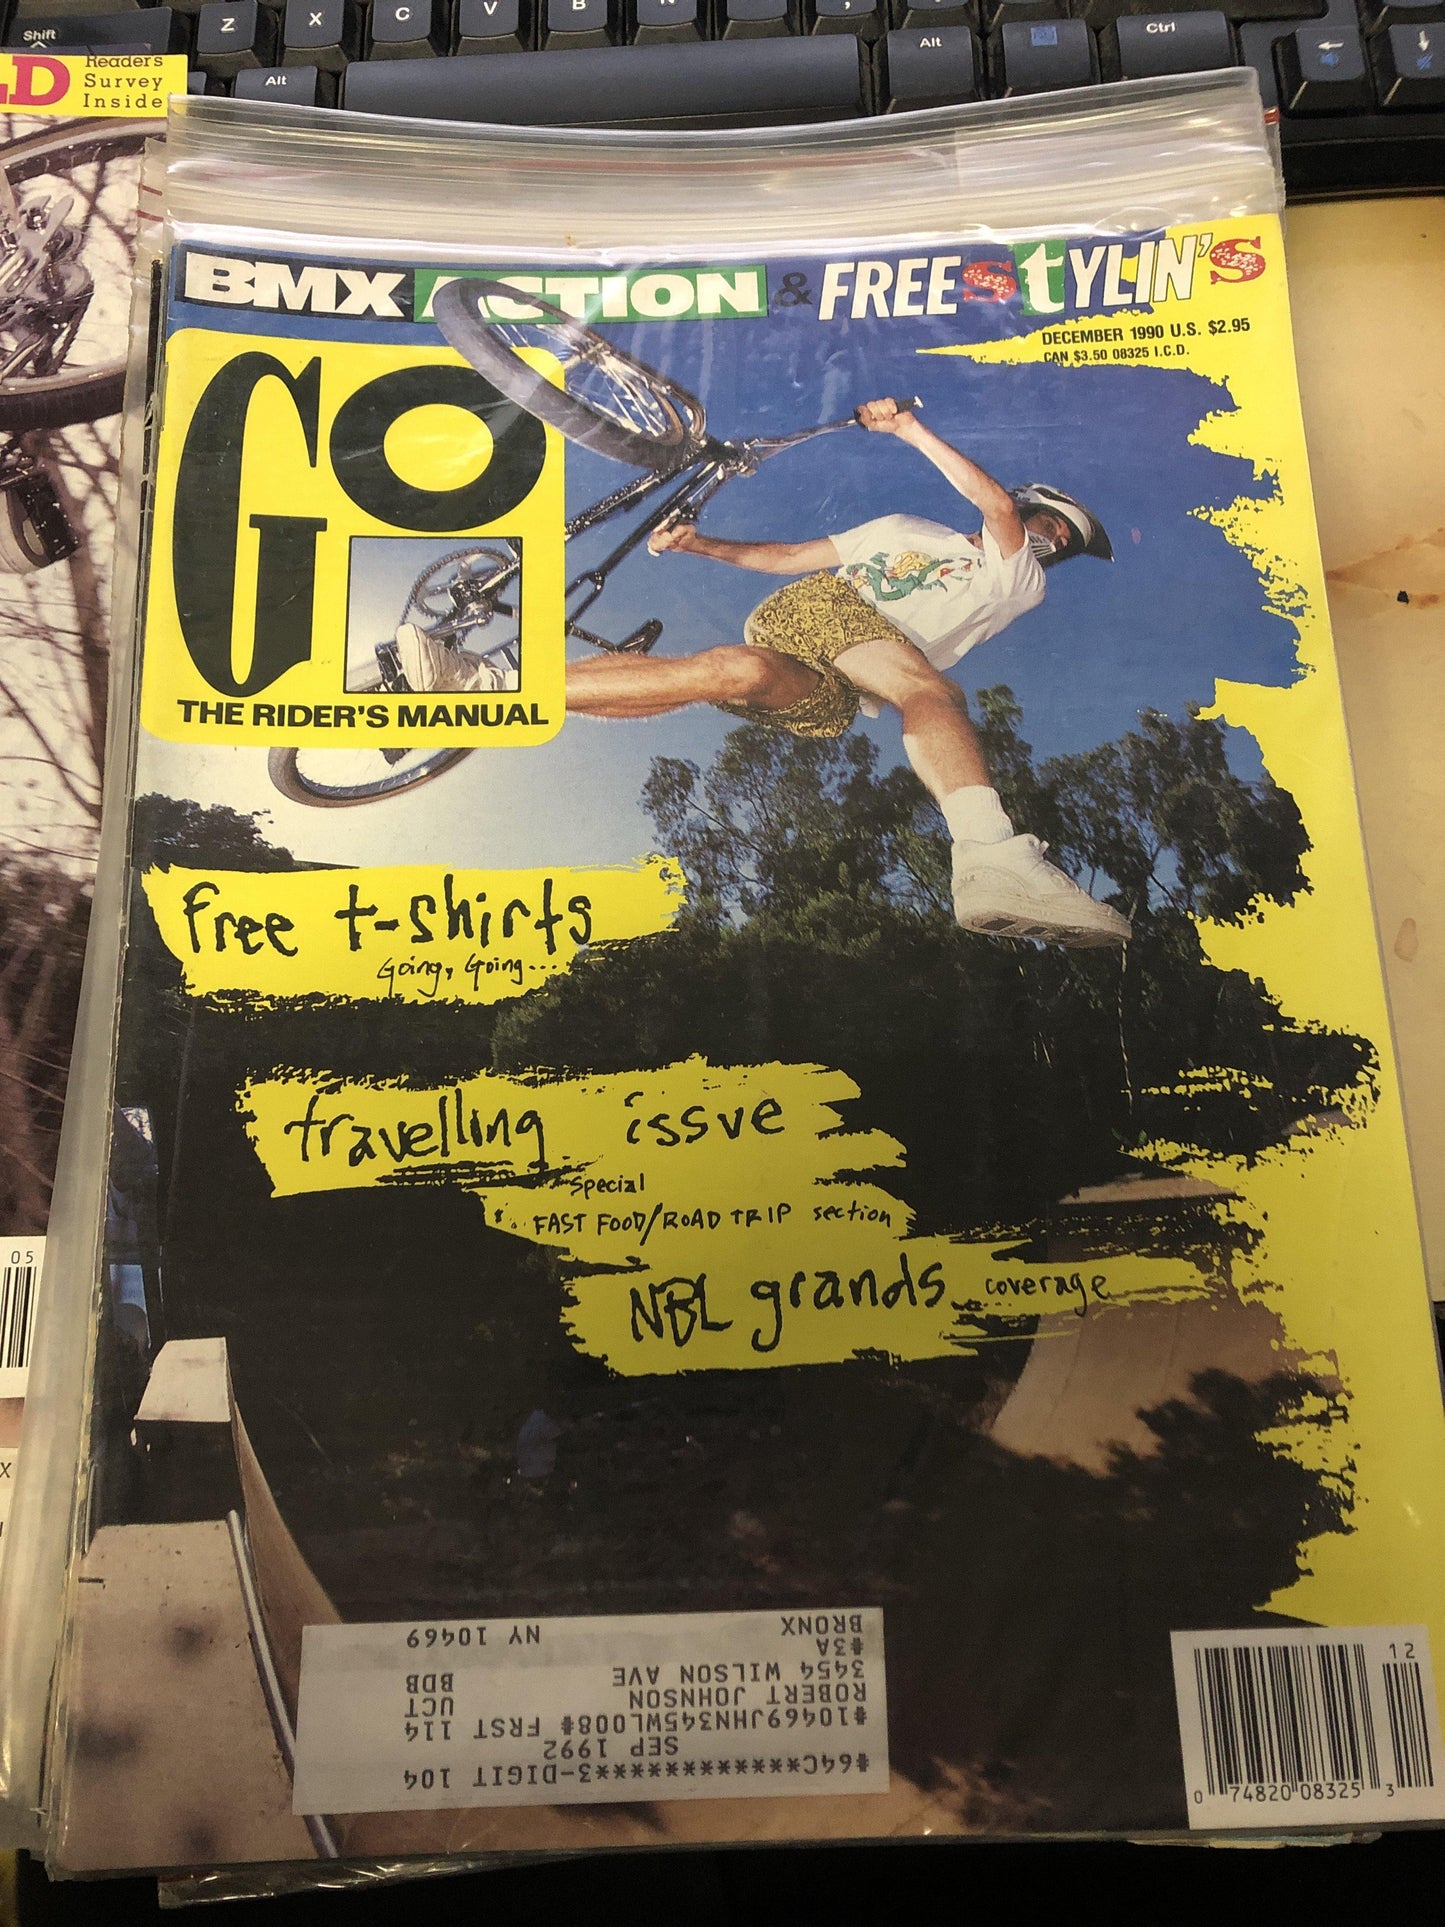 Shift
Z
X
C
V
B
Alt
Alt
Ctrl
LD
Readers
Survey
Inside
BMX ACTION & FREESTYLIN'S
DECEMBER 1990 U.S. $2.95
CAN $3.50 08325 I.C.D.
GO
THE RIDER'S MANUAL
free t-shirts
Going, Going...
travelling issue
special
FAST FOOD/ROAD TRIP section
NBL grands coverage
05
X
#64C**************3-DIGIT 104
SEP 1992
#10469JHN345WL008# FRST 114
ROBERT JOHNSON UCT
3454 WILSON AVE BDB
#3A
BRONX NY 10469
12
0 74820 08325 3